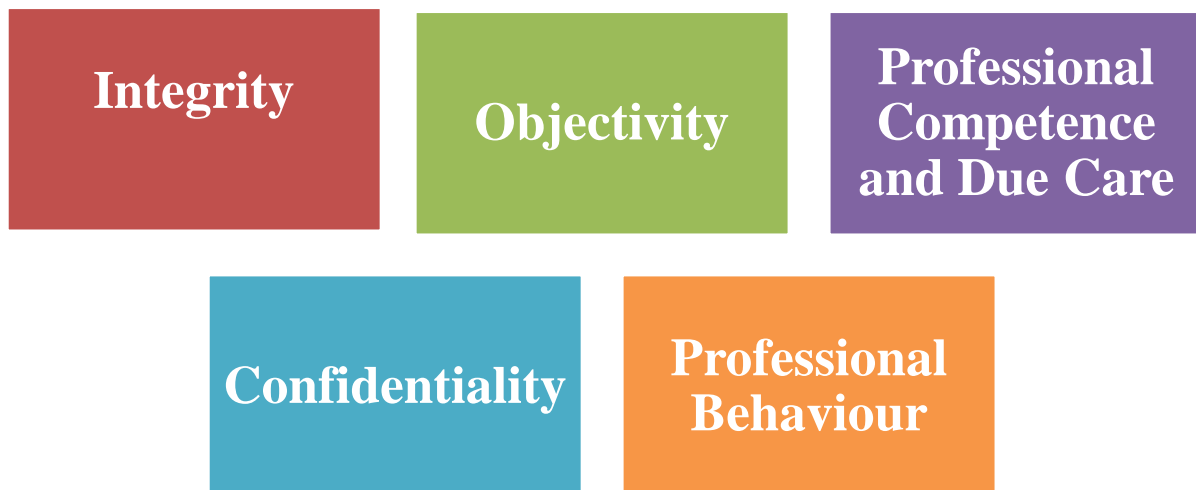 Integrity
Objectivity
Professional
Competence
and Due Care
Confidentiality
Professional
Behaviour